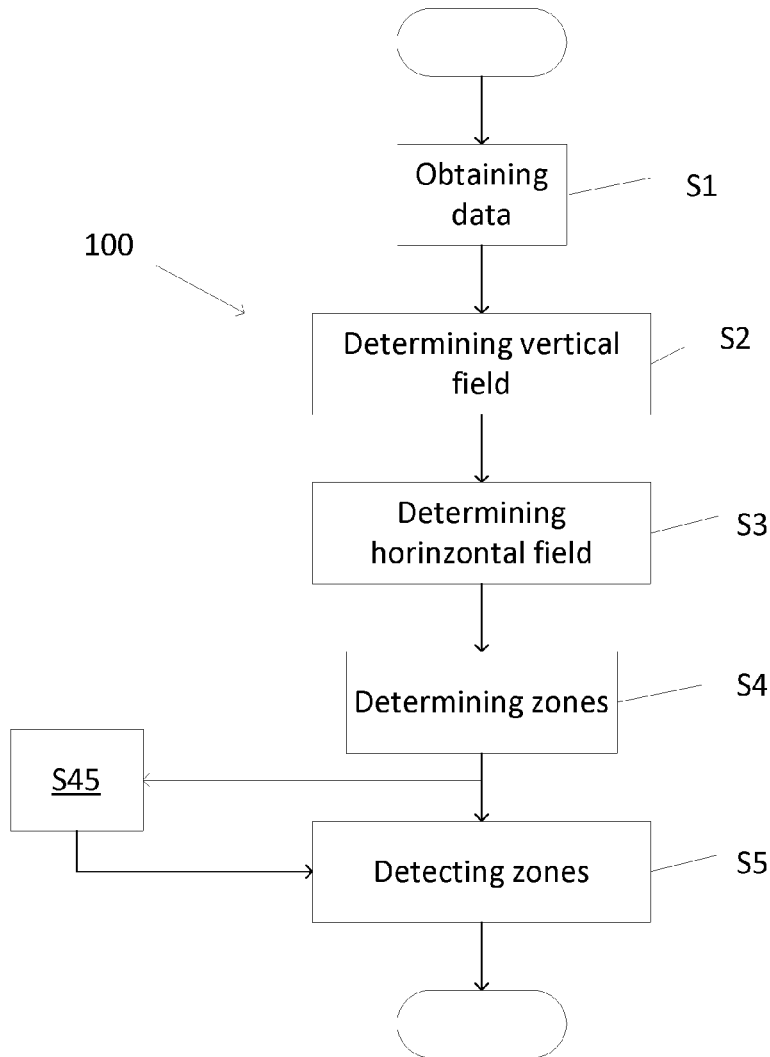 Obtaining
data
S1
100
Determining vertical
field
S2
Determining
horinzontal field
S3
Determining zones
S4
S45
Detecting zones
S5